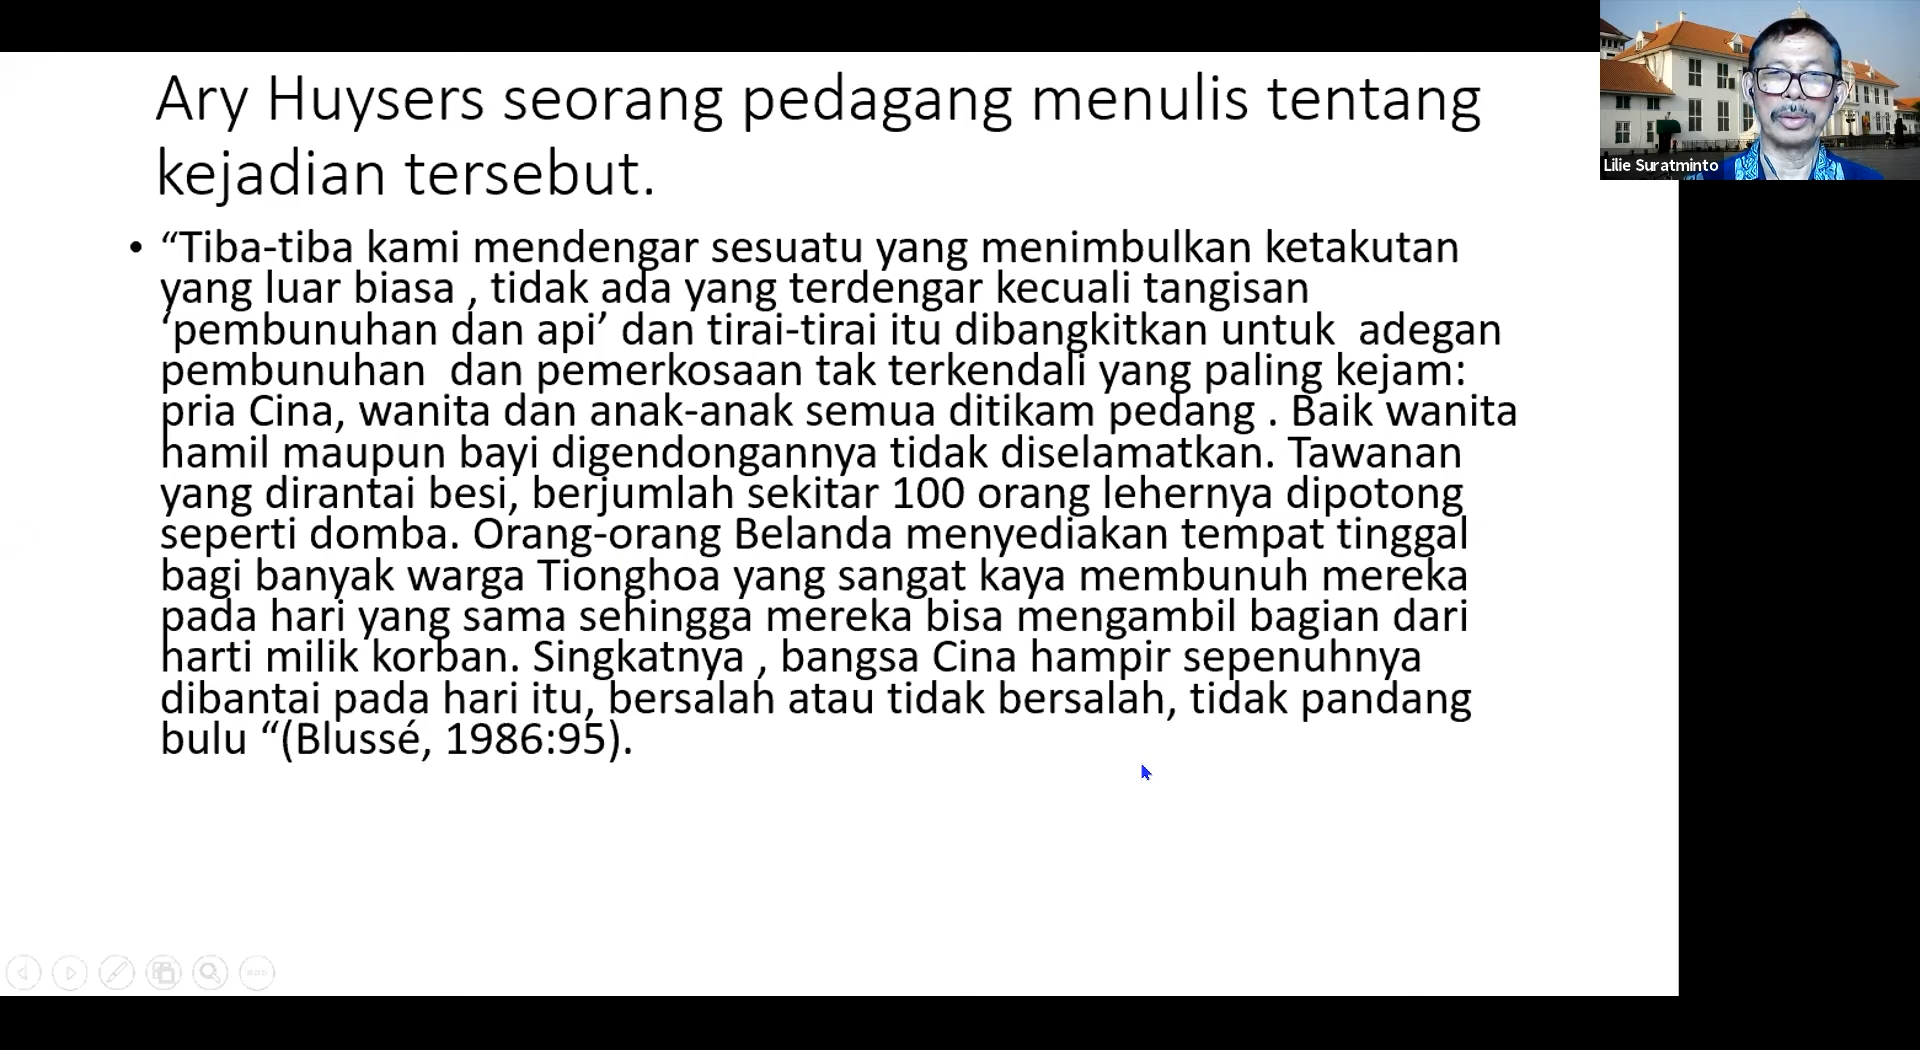 Ary Huysers seorang pedagang menulis tentang
kejadian tersebut.
Lilie Suratminto
• “Tiba-tiba kami mendengar sesuatu yang menimbulkan ketakutan
yang luar biasa , tidak ada yang terdengar kecuali tangisan
‘pembunuhan dan api’ dan tirai-tirai itu dibangkitkan untuk  adegan
pembunuhan  dan pemerkosaan tak terkendali yang paling kejam:
pria Cina, wanita dan anak-anak semua ditikam pedang . Baik wanita
hamil maupun bayi digendongannya tidak diselamatkan. Tawanan
yang dirantai besi, berjumlah sekitar 100 orang lehernya dipotong
seperti domba. Orang-orang Belanda menyediakan tempat tinggal
bagi banyak warga Tionghoa yang sangat kaya membunuh mereka
pada hari yang sama sehingga mereka bisa mengambil bagian dari
harti milik korban. Singkatnya , bangsa Cina hampir sepenuhnya
dibantai pada hari itu, bersalah atau tidak bersalah, tidak pandang
bulu “(Blussé, 1986:95).